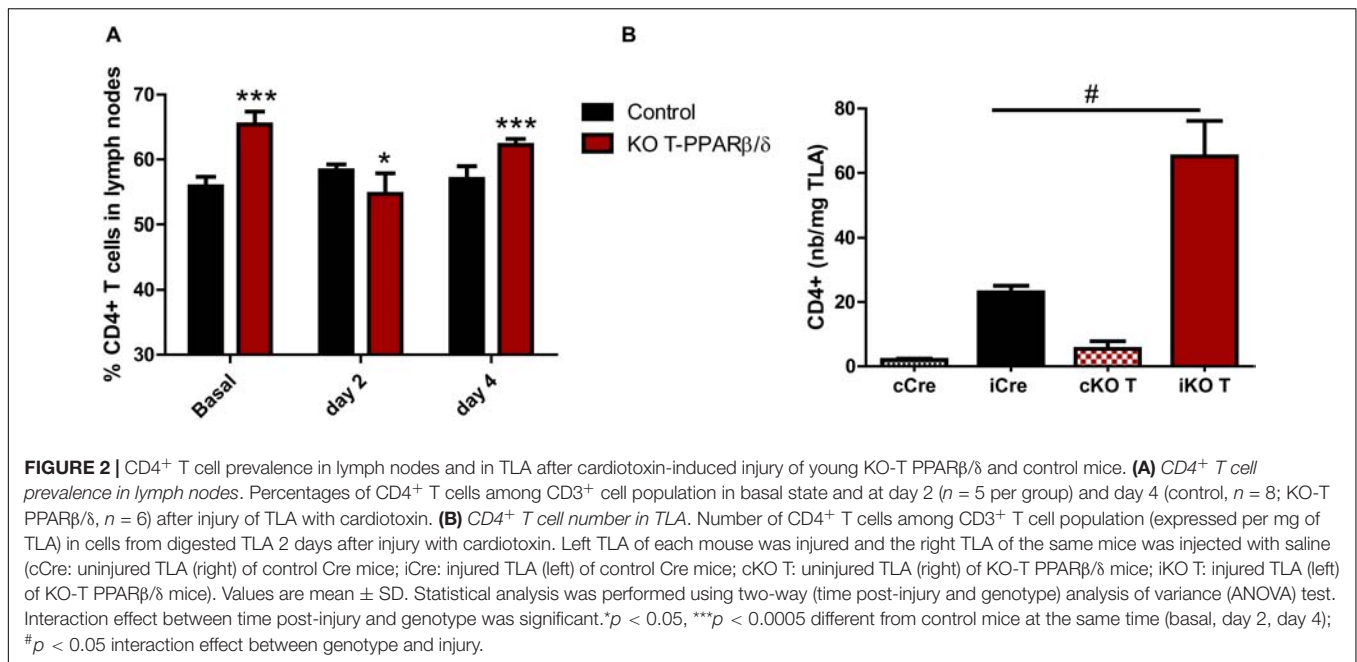 A
B
% CD4+ T cells in lymph nodes
70
60
50
40
30
***
*
***
Basal
day 2
day 4
Control
KO T-PPARβ/δ
CD4+ (nb/mg TLA)
80
60
40
20
0
#
cCre
iCre
cKO T
iKO T
FIGURE 2 | CD4+ T cell prevalence in lymph nodes and in TLA after cardiotoxin-induced injury of young KO-T PPARβ/δ and control mice. (A) CD4+ T cell
prevalence in lymph nodes. Percentages of CD4+ T cells among CD3+ cell population in basal state and at day 2 (n = 5 per group) and day 4 (control, n = 8; KO-T
PPARβ/δ, n = 6) after injury of TLA with cardiotoxin. (B) CD4+ T cell number in TLA. Number of CD4+ T cells among CD3+ T cell population (expressed per mg of
TLA) in cells from digested TLA 2 days after injury with cardiotoxin. Left TLA of each mouse was injured and the right TLA of the same mice was injected with saline
(cCre: uninjured TLA (right) of control Cre mice; iCre: injured TLA (left) of control Cre mice; cKO T: uninjured TLA (right) of KO-T PPARβ/δ mice; iKO T: injured TLA (left)
of KO-T PPARβ/δ mice). Values are mean ± SD. Statistical analysis was performed using two-way (time post-injury and genotype) analysis of variance (ANOVA) test.
Interaction effect between time post-injury and genotype was significant.*p < 0.05, ***p < 0.0005 different from control mice at the same time (basal, day 2, day 4);
#p < 0.05 interaction effect between genotype and injury.